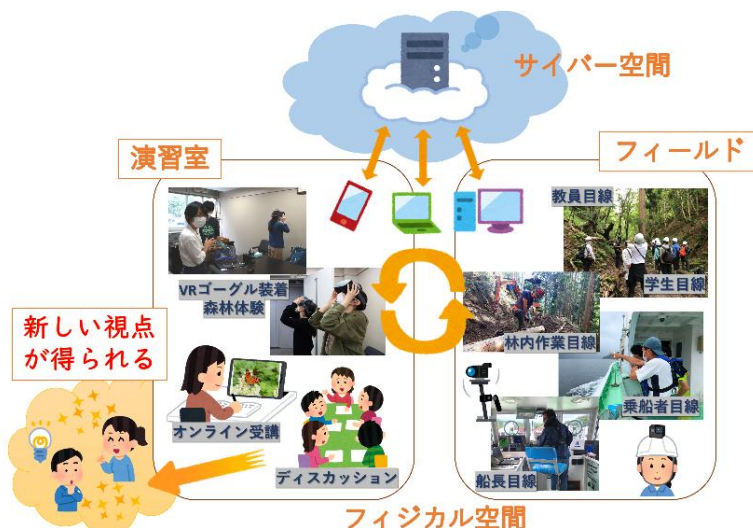 サイバー空間
演習室
フィールド
教員目線
学生目線
VRゴーグル装着
森林体験
林内作業目線
新しい視点
が得られる
乗船者目線
オンライン受講
ディスカッション
船長目線
フィジカル空間